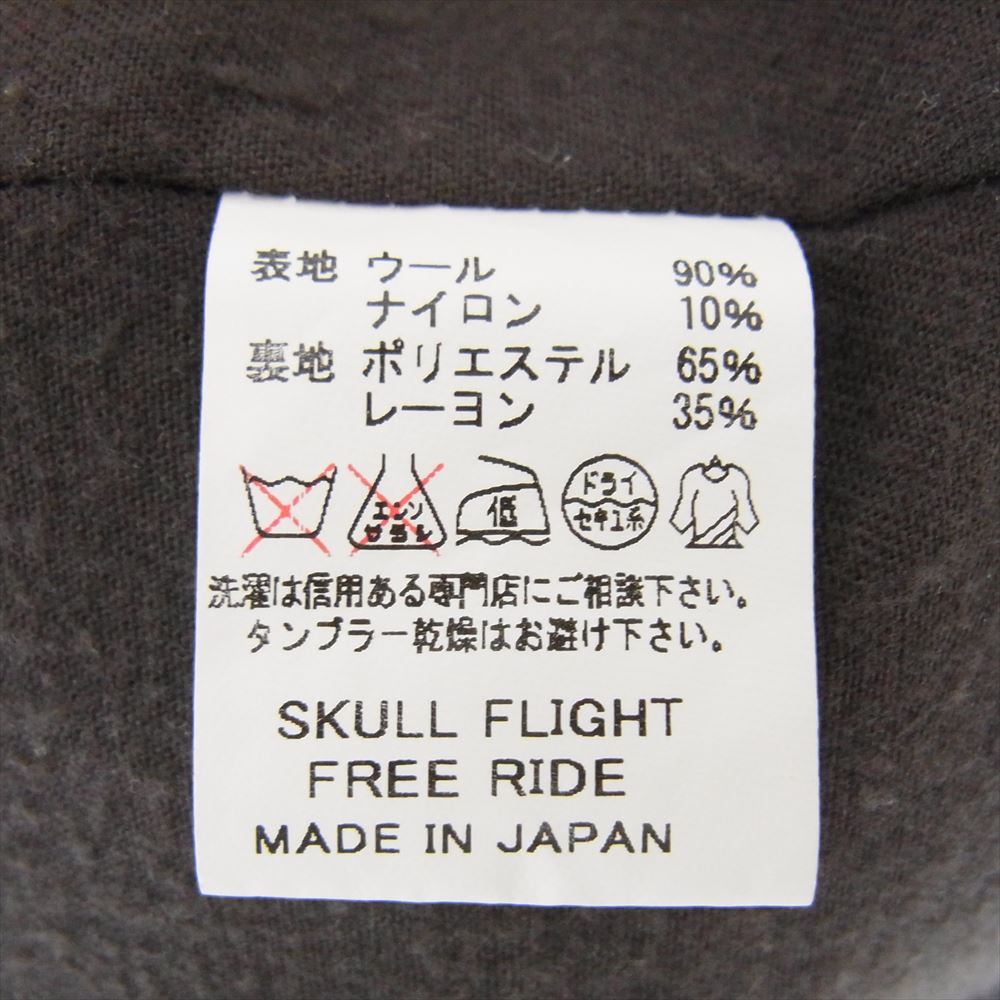 表地 ウール 90%
ナイロン 10%
裏地 ポリエステル 65%
レーヨン 35%
エンソ
サラシ
低
ドライ
セキユ系
洗濯は信用ある専門店にご相談下さい。
タンブラー乾燥はお避け下さい。
SKULL FLIGHT
FREE RIDE
MADE IN JAPAN